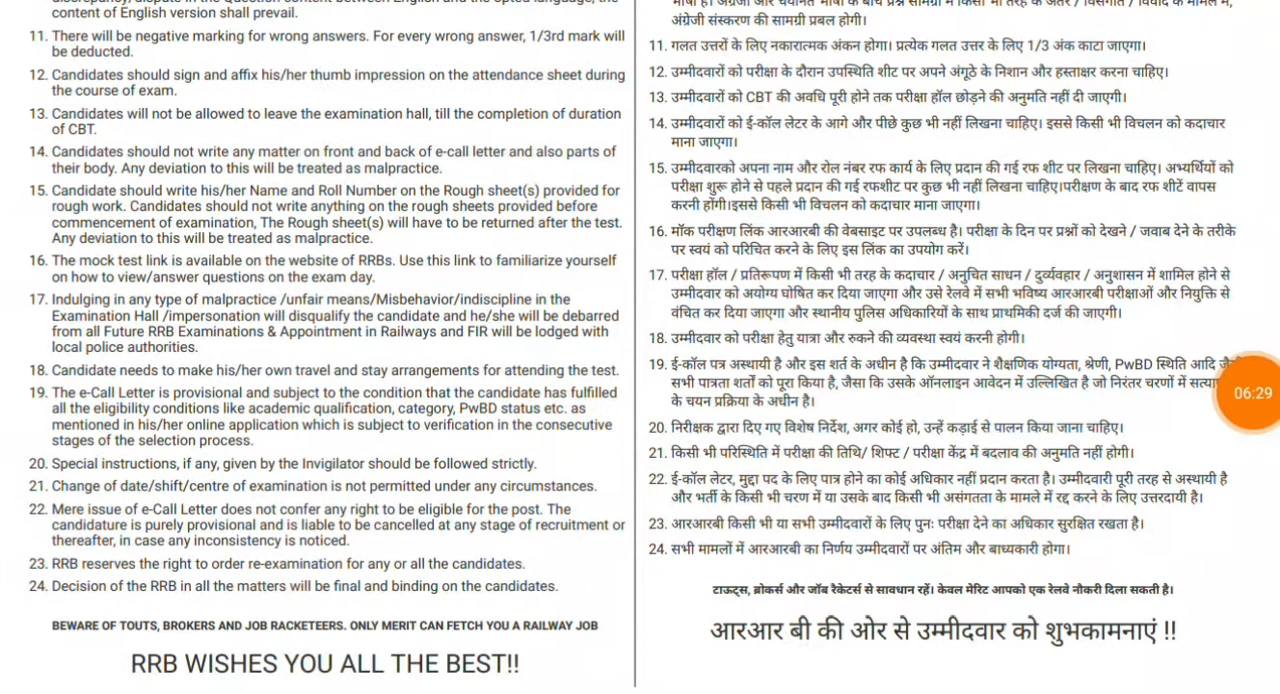 content of English version shall prevail.
11. There will be negative marking for wrong answers. For every wrong answer, 1/3rd mark will
be deducted.
12. Candidates should sign and affix his/her thumb impression on the attendance sheet during
the course of exam.
13. Candidates will not be allowed to leave the examination hall, till the completion of duration
of CBT.
14. Candidates should not write any matter on front and back of e-call letter and also parts of
their body. Any deviation to this will be treated as malpractice.
15. Candidate should write his/her Name and Roll Number on the Rough sheet(s) provided for
rough work. Candidates should not write anything on the rough sheets provided before
commencement of examination, The Rough sheet(s) will have to be returned after the test.
Any deviation to this will be treated as malpractice.
16. The mock test link is available on the website of RRBs. Use this link to familiarize yourself
on how to view/answer questions on the exam day.
17. Indulging in any type of malpractice /unfair means/Misbehavior/indiscipline in the
Examination Hall /impersonation will disqualify the candidate and he/she will be debarred
from all Future RRB Examinations & Appointment in Railways and FIR will be lodged with
local police authorities.
18. Candidate needs to make his/her own travel and stay arrangements for attending the test.
19. The e-Call Letter is provisional and subject to the condition that the candidate has fulfilled
all the eligibility conditions like academic qualification, category, PwBD status etc. as
mentioned in his/her online application which is subject to verification in the consecutive
stages of the selection process.
20. Special instructions, if any, given by the Invigilator should be followed strictly.
21. Change of date/shift/centre of examination is not permitted under any circumstances.
22. Mere issue of e-Call Letter does not confer any right to be eligible for the post. The
candidature is purely provisional and is liable to be cancelled at any stage of recruitment or
thereafter, in case any inconsistency is noticed.
23. RRB reserves the right to order re-examination for any or all the candidates.
24. Decision of the RRB in all the matters will be final and binding on the candidates.
BEWARE OF TOUTS, BROKERS AND JOB RACKETEERS. ONLY MERIT CAN FETCH YOU A RAILWAY JOB
RRB WISHES YOU ALL THE BEST!!
अंग्रेजी संस्करण की सामग्री प्रबल होगी।
11. गलत उत्तरों के लिए नकारात्मक अंकन होगा। प्रत्येक गलत उत्तर के लिए 1/3 अंक काटा जाएगा।
12. उम्मीदवारों को परीक्षा के दौरान उपस्थिति शीट पर अपने अंगूठे के निशान और हस्ताक्षर करना चाहिए।
13. उम्मीदवारों को CBT की अवधि पूरी होने तक परीक्षा हॉल छोड़ने की अनुमति नहीं दी जाएगी।
14. उम्मीदवारों को ई-कॉल लेटर के आगे और पीछे कुछ भी नहीं लिखना चाहिए। इससे किसी भी विचलन को कदाचार
माना जाएगा।
15. उम्मीदवारको अपना नाम और रोल नंबर रफ कार्य के लिए प्रदान की गई रफ शीट पर लिखना चाहिए। अभ्यर्थियों को
परीक्षा शुरू होने से पहले प्रदान की गई रफशीट पर कुछ भी नहीं लिखना चाहिए।परीक्षण के बाद रफ शीटें वापस
करनी होंगी।इससे किसी भी विचलन को कदाचार माना जाएगा।
16. मॉक परीक्षण लिंक आरआरबी की वेबसाइट पर उपलब्ध है। परीक्षा के दिन पर प्रश्नों को देखने / जवाब देने के तरीके
पर स्वयं को परिचित करने के लिए इस लिंक का उपयोग करें।
17. परीक्षा हॉल / प्रतिरूपण में किसी भी तरह के कदाचार / अनुचित साधन / दुर्व्यवहार / अनुशासन में शामिल होने से
उम्मीदवार को अयोग्य घोषित कर दिया जाएगा और उसे रेलवे में सभी भविष्य आरआरबी परीक्षाओं और नियुक्ति से
वंचित कर दिया जाएगा और स्थानीय पुलिस अधिकारियों के साथ प्राथमिकी दर्ज की जाएगी।
18. उम्मीदवार को परीक्षा हेतु यात्रा और रुकने की व्यवस्था स्वयं करनी होगी।
19. ई-कॉल पत्र अस्थायी है और इस शर्त के अधीन है कि उम्मीदवार ने शैक्षणिक योग्यता, श्रेणी, PwBD स्थिति आदि
सभी पात्रता शर्तों को पूरा किया है, जैसा कि उसके ऑनलाइन आवेदन में उल्लिखित है जो निरंतर चरणों में
के चयन प्रक्रिया के अधीन है।
06:29
20. निरीक्षक द्वारा दिए गए विशेष निर्देश, अगर कोई हो, उन्हें कड़ाई से पालन किया जाना चाहिए।
21. किसी भी परिस्थिति में परीक्षा की तिथि/ शिफ्ट / परीक्षा केंद्र में बदलाव की अनुमति नहीं होगी।
22. ई-कॉल लेटर, मुद्दा पद के लिए पात्र होने का कोई अधिकार नहीं प्रदान करता है। उम्मीदवारी पूरी तरह से अस्थायी है
और भर्ती के किसी भी चरण में या उसके बाद किसी भी असंगतता के मामले में रद्द करने के लिए उत्तरदायी है।
23. आरआरबी किसी भी या सभी उम्मीदवारों के लिए पुनः परीक्षा देने का अधिकार सुरक्षित रखता है।
24. सभी मामलों में आरआरबी का निर्णय उम्मीदवारों पर अंतिम और बाध्यकारी होगा।
टाऊट्स, ब्रोकर्स और जॉब रैकेटर्स से सावधान रहें। केवल मेरिट आपको एक रेलवे नौकरी दिला सकती है।
आरआर बी की ओर से उम्मीदवार को शुभकामनाएं !!